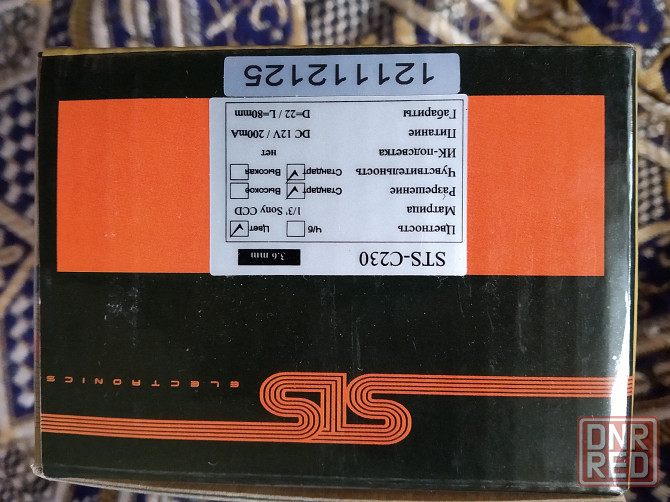 STS
ELECTRONICS
STS-C230 3.6 mm
Цветность Ч/б Цвет
Матрица 1/3' Sony CCD
Разрешение Стандарт Высокое
Чувствительность Стандарт Высокая
ИК-подсветка нет
Питание DC 12V / 200mA
Габариты D=22 / L=80mm
121112125
DNR
RED